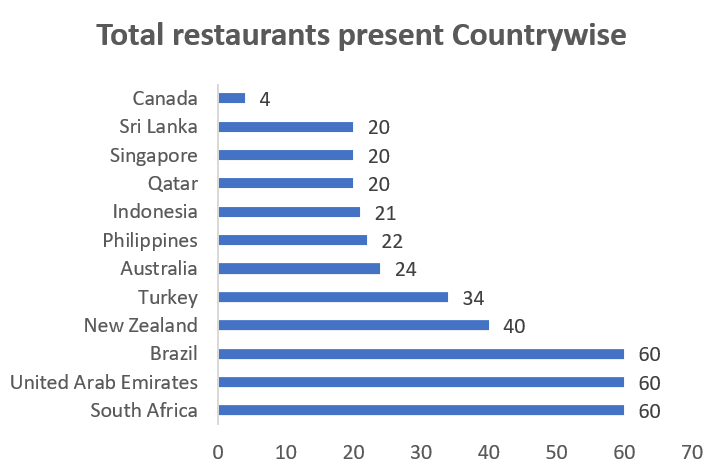 Total restaurants present Countrywise
Canada 4
Sri Lanka 20
Singapore 20
Qatar 20
Indonesia 21
Philippines 22
Australia 24
Turkey 34
New Zealand 40
Brazil 60
United Arab Emirates 60
South Africa 60
0 10 20 30 40 50 60 70